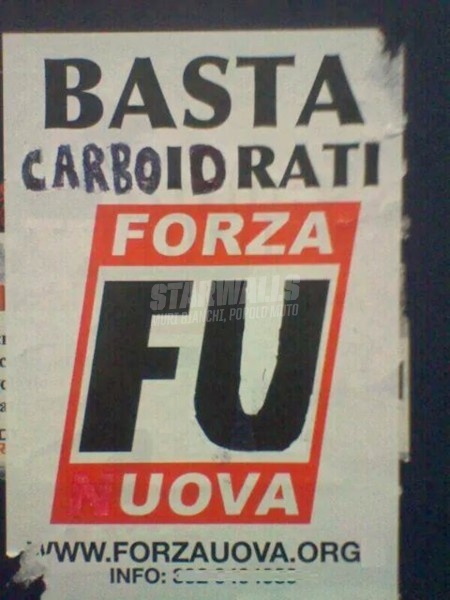 BASTA
CARBOIDRATI
FORZA
STARWALLS
MURI BIANCHI, POPOLO MUTO
FU
NUOVA
WWW.FORZAUOVA.ORG
INFO: